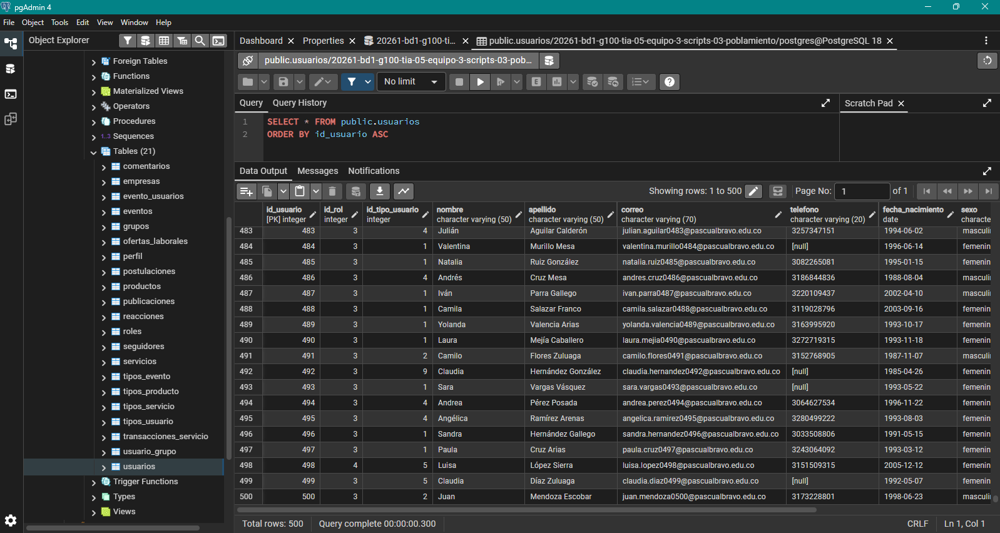 pgAdmin 4
File Object Tools Edit View Window Help
Object Explorer
Dashboard Properties 20261-bd1-g100-ti... public.usuarios/20261-bd1-g100-tia-05-equipo-3-scripts-03-poblamiento/postgres@PostgreSQL 18
public.usuarios/20261-bd1-g100-tia-05-equipo-3-scripts-03-pob...
No limit
Query Query History
Scratch Pad
1 SELECT * FROM public.usuarios
2 ORDER BY id_usuario ASC
Foreign Tables
Functions
Materialized Views
Operators
Procedures
1..3 Sequences
Tables (21)
comentarios
empresas
evento_usuarios
eventos
grupos
ofertas_laborales
perfil
postulaciones
productos
publicaciones
reacciones
roles
seguidores
servicios
tipos_evento
tipos_producto
tipos_servicio
tipos_usuario
transacciones_servicio
usuario_grupo
usuarios
Trigger Functions
Types
Views
Data Output Messages Notifications
Showing rows: 1 to 500 Page No: 1 of 1
id_usuario id_rol id_tipo_usuario nombre apellido correo telefono fecha_nacimiento sexo
[PK] integer integer integer character varying (50) character varying (50) character varying (70) character varying (20) date characte
483 483 3 4 Julián Aguilar Calderón julian.aguilar0483@pascualbravo.edu.co 3257347151 1994-06-02 masculi
484 484 3 1 Valentina Murillo Mesa valentina.murillo0484@pascualbravo.edu.co [null] 1996-06-14 femenin
485 485 3 1 Natalia Ruiz González natalia.ruiz0485@pascualbravo.edu.co 3082265081 1995-01-15 femenin
486 486 3 4 Andrés Cruz Mesa andres.cruz0486@pascualbravo.edu.co 3186844836 1988-08-04 masculi
487 487 3 1 Iván Parra Gallego ivan.parra0487@pascualbravo.edu.co 3220109437 2002-04-10 masculi
488 488 3 1 Camila Salazar Franco camila.salazar0488@pascualbravo.edu.co 3119028796 2003-09-16 femenin
489 489 3 1 Yolanda Valencia Arias yolanda.valencia0489@pascualbravo.edu.co 3163995920 1993-10-17 femenin
490 490 3 1 Laura Mejía Caballero laura.mejia0490@pascualbravo.edu.co 3272719315 1993-11-18 femenin
491 491 3 2 Camilo Flores Zuluaga camilo.flores0491@pascualbravo.edu.co 3152768905 1987-11-07 masculi
492 492 3 9 Claudia Hernández González claudia.hernandez0492@pascualbravo.edu.co [null] 1985-04-26 femenin
493 493 3 1 Sara Vargas Vásquez sara.vargas0493@pascualbravo.edu.co [null] 1993-05-22 femenin
494 494 3 4 Andrea Pérez Posada andrea.perez0494@pascualbravo.edu.co 3064627534 1996-11-22 femenin
495 495 3 4 Angélica Ramírez Arenas angelica.ramirez0495@pascualbravo.edu.co 3280499222 1993-08-03 femenin
496 496 3 1 Sandra Hernández Gallego sandra.hernandez0496@pascualbravo.edu.co 3033508806 1991-05-15 femenin
497 497 3 1 Paula Cruz Arias paula.cruz0497@pascualbravo.edu.co 3243064092 1993-03-12 femenin
498 498 4 5 Luisa López Sierra luisa.lopez0498@pascualbravo.edu.co 3151509315 2005-12-12 femenin
499 499 3 5 Claudia Díaz Zuluaga claudia.diaz0499@pascualbravo.edu.co [null] 1992-05-07 femenin
500 500 3 2 Juan Mendoza Escobar juan.mendoza0500@pascualbravo.edu.co 3173228801 1998-06-23 masculi
Total rows: 500 Query complete 00:00:00.300 CRLF Ln 1, Col 1